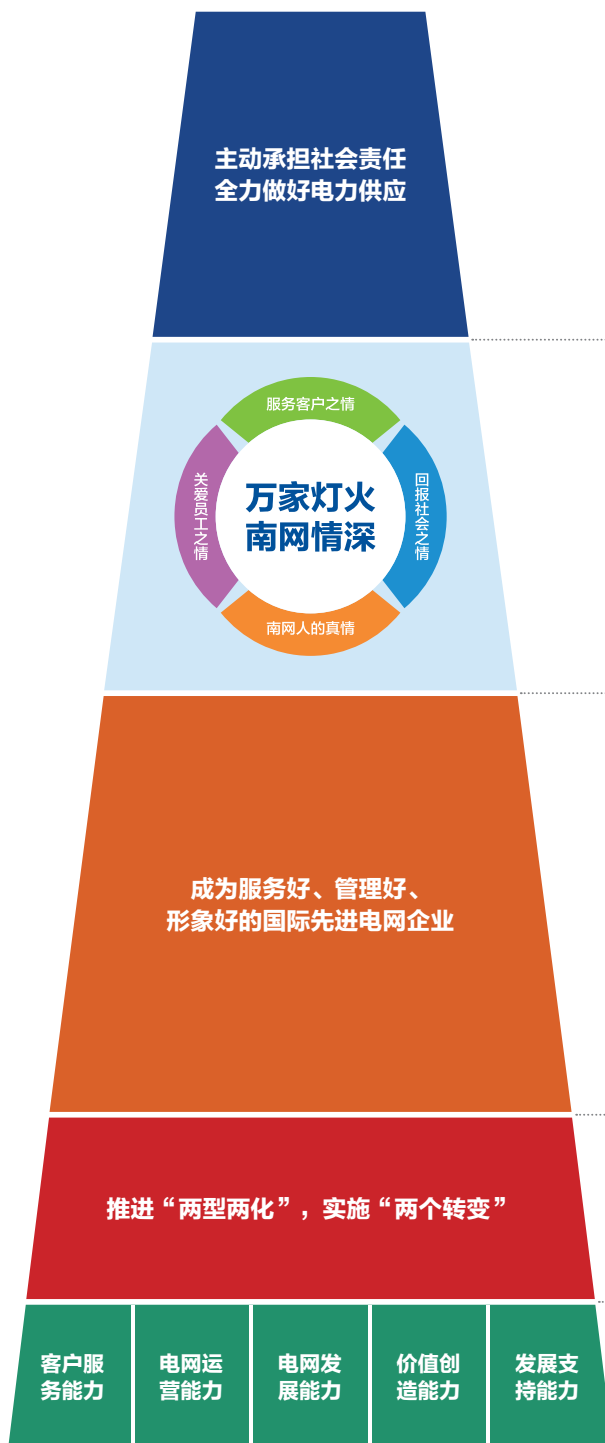 主动承担社会责任
全力做好电力供应
服务客户之情
关爱员工之情
万家灯火
南网情深
回报社会之情
南网人的真情
成为服务好、管理好、
形象好的国际先进电网企业
推进“两型两化”，实施“两个转变”
客户服
务能力
电网运
营能力
电网发
展能力
价值创
造能力
发展支
持能力